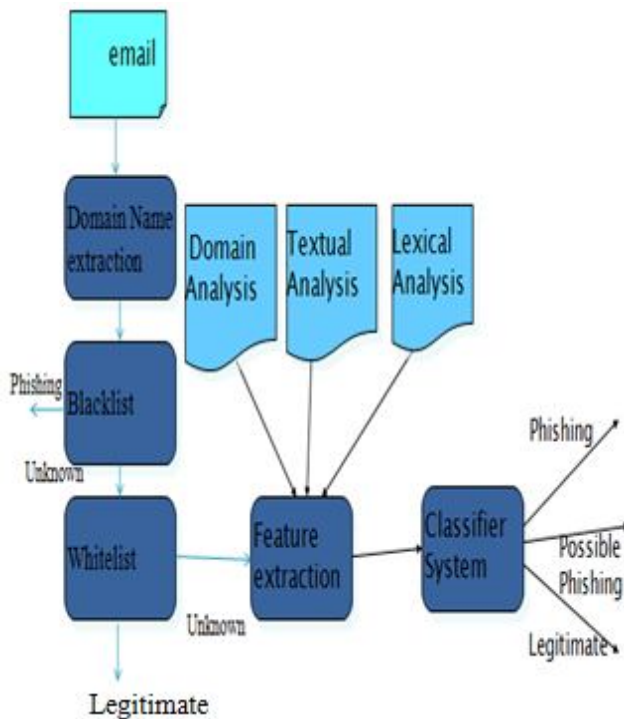 email
Domain Name
extraction
Domain
Analysis
Textual
Analysis
Lexical
Analysis
Phishing
Blacklist
Unknown
Whitelist
Unknown
Legitimate
Feature
extraction
Classifier
System
Phishing
Possible
Phishing
Legitimate